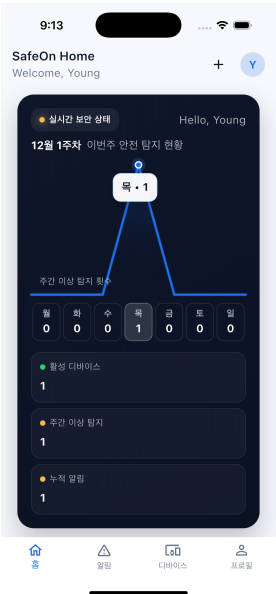 9:13
SafeOn Home
Welcome, Young
+
Y
실시간 보안 상태
Hello, Young
12월 1주차 이번주 안전 탐지 현황
목 • 1
주간 이상 탐지 횟수
월 화 수 목 금 토 일
0 0 0 1 0 0 0
활성 디바이스
1
주간 이상 탐지
1
누적 알림
1
홈 알림 디바이스 프로필